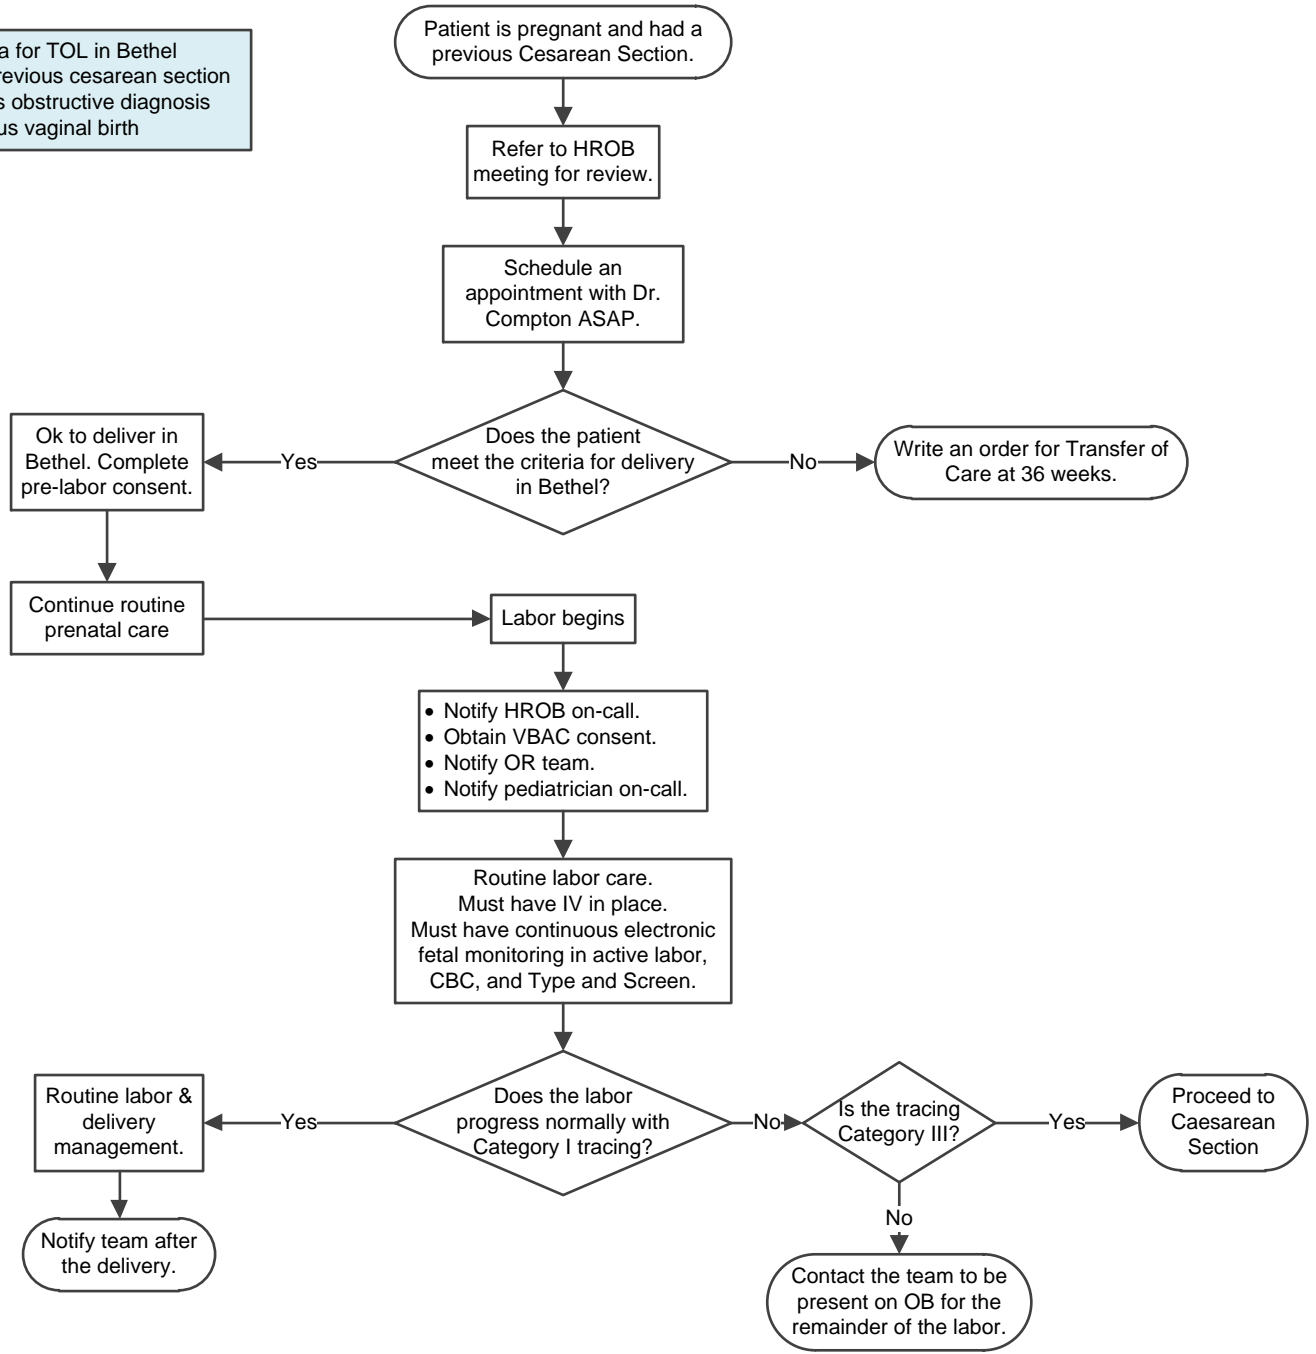 Patient is pregnant and had a
previous Cesarean Section.
for TOL in Bethel
cesarean section
obstructive diagnosis
vaginal birth
Refer to HROB
meeting for review.
Schedule an
appointment with Dr.
Compton ASAP.
Does the patient
meet the criteria for delivery
in Bethel?
Yes
No
Ok to deliver in
Bethel. Complete
pre-labor consent.
Write an order for Transfer of
Care at 36 weeks.
Continue routine
prenatal care
Labor begins
• Notify HROB on-call.
• Obtain VBAC consent.
• Notify OR team.
• Notify pediatrician on-call.
Routine labor care.
Must have IV in place.
Must have continuous electronic
fetal monitoring in active labor,
CBC, and Type and Screen.
Does the labor
progress normally with
Category I tracing?
Yes
No
Routine labor &
delivery
management.
Is the tracing
Category III?
Yes
Proceed to
Caesarean
Section
No
Notify team after
the delivery.
Contact the team to be
present on OB for the
remainder of the labor.